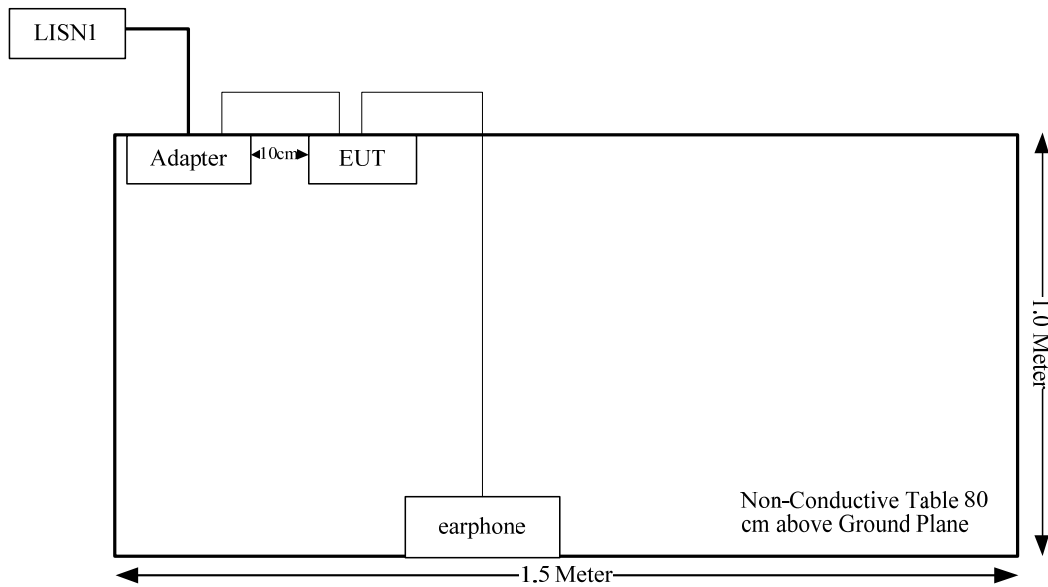 LISN1
Adapter
10cm
EUT
1.0 Meter
earphone
Non-Conductive Table 80
cm above Ground Plane
1.5 Meter